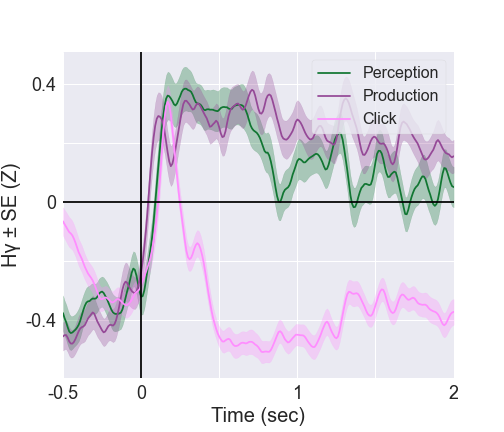 Perception
Production
Click
Hγ ± SE (Z)
0.4
0
-0.4
-0.5 0 1 2
Time (sec)